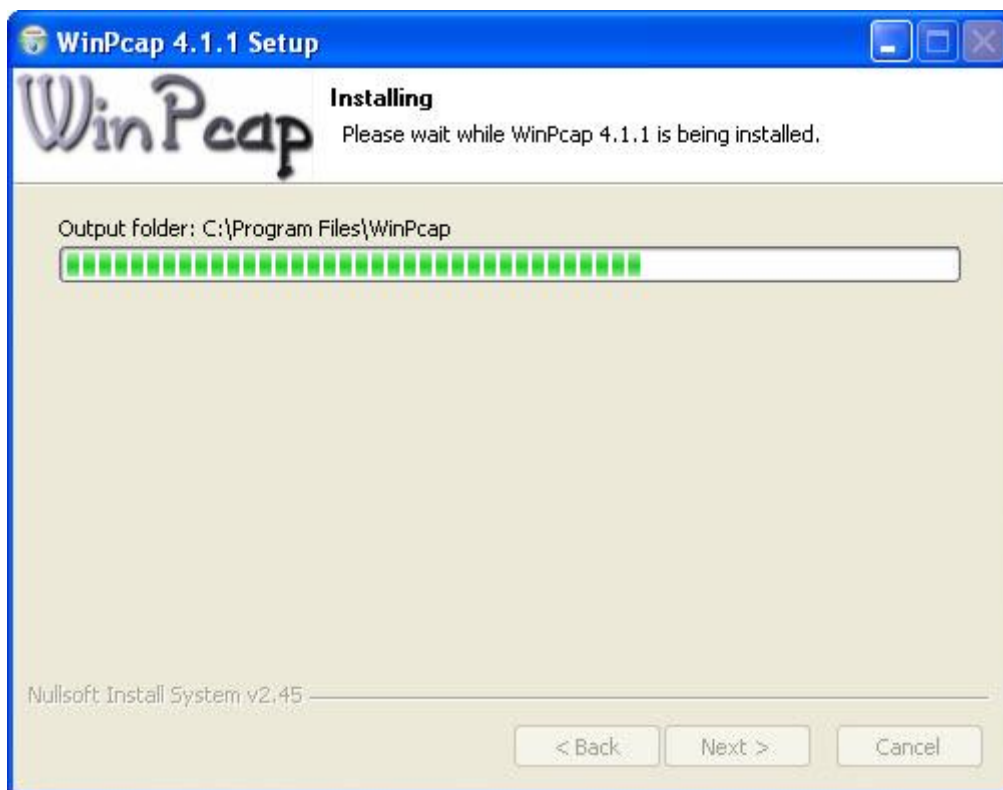 WinPcap 4.1.1 Setup
WinPcap
Installing
Please wait while WinPcap 4.1.1 is being installed.
Output folder: C:\Program Files\WinPcap
Nullsoft Install System v2.45
< Back
Next >
Cancel